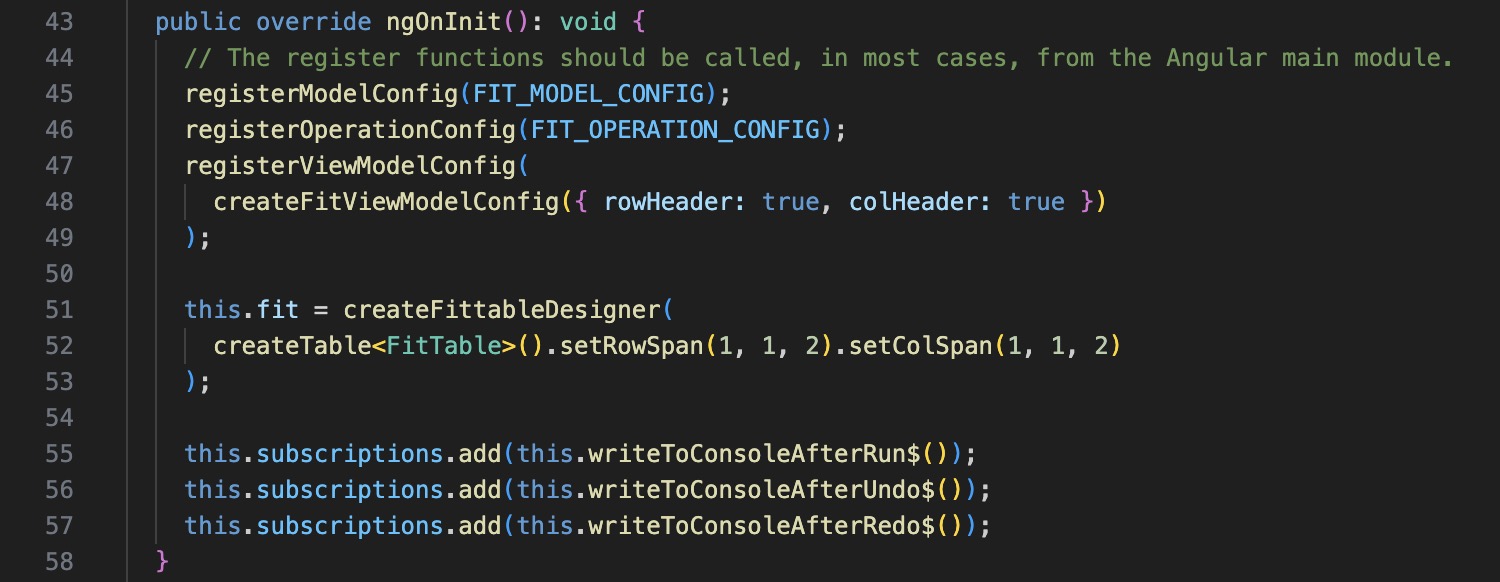 43 public override ngOnInit(): void {
44 // The register functions should be called, in most cases, from the Angular main module.
45 registerModelConfig(FIT_MODEL_CONFIG);
46 registerOperationConfig(FIT_OPERATION_CONFIG);
47 registerViewModelConfig(
48 createFitViewModelConfig({ rowHeader: true, colHeader: true })
49 );
50
51 this.fit = createFittableDesigner(
52 createTable<FitTable>().setRowSpan(1, 1, 2).setColSpan(1, 1, 2)
53 );
54
55 this.subscriptions.add(this.writeToConsoleAfterRun$());
56 this.subscriptions.add(this.writeToConsoleAfterUndo$());
57 this.subscriptions.add(this.writeToConsoleAfterRedo$());
58 }